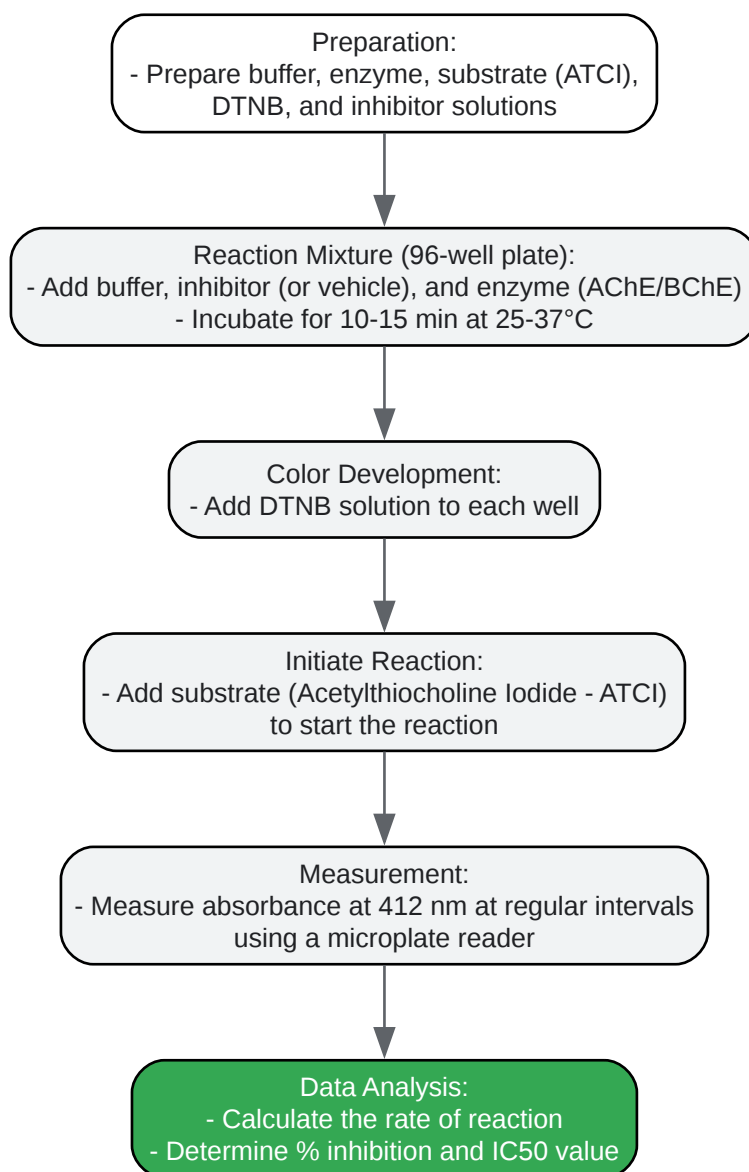 Preparation:
- Prepare buffer, enzyme, substrate (ATCI),
DTNB, and inhibitor solutions
Reaction Mixture (96-well plate):
- Add buffer, inhibitor (or vehicle), and enzyme (AChE/BChE)
- Incubate for 10-15 min at 25-37°C
Color Development:
- Add DTNB solution to each well
Initiate Reaction:
- Add substrate (Acetylthiocholine Iodide - ATCI)
to start the reaction
Measurement:
- Measure absorbance at 412 nm at regular intervals
using a microplate reader
Data Analysis:
- Calculate the rate of reaction
- Determine % inhibition and IC50 value